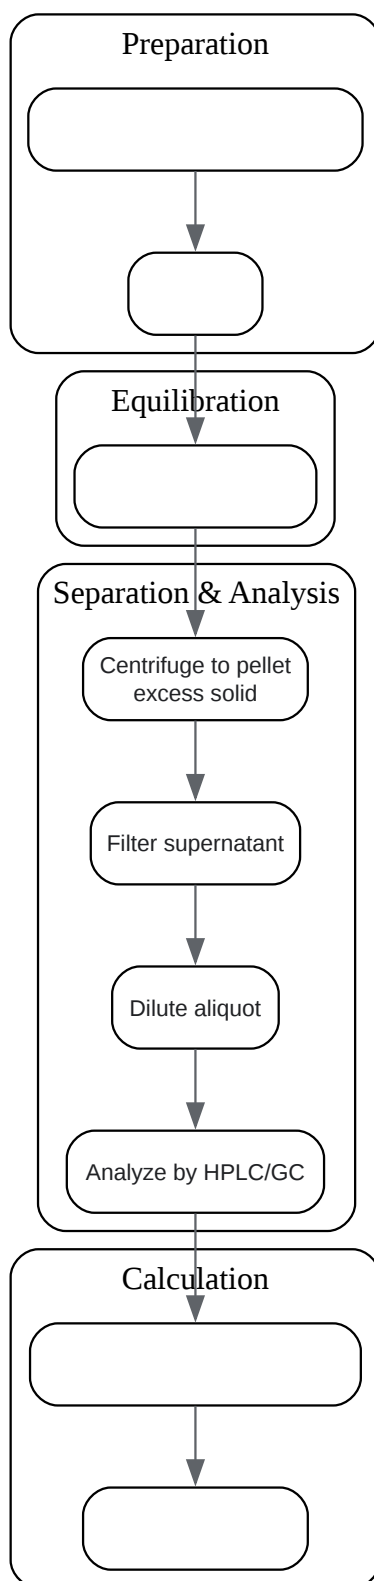 Preparation
Equilibration
Separation & Analysis
Centrifuge to pellet
excess solid
Filter supernatant
Dilute aliquot
Analyze by HPLC/GC
Calculation